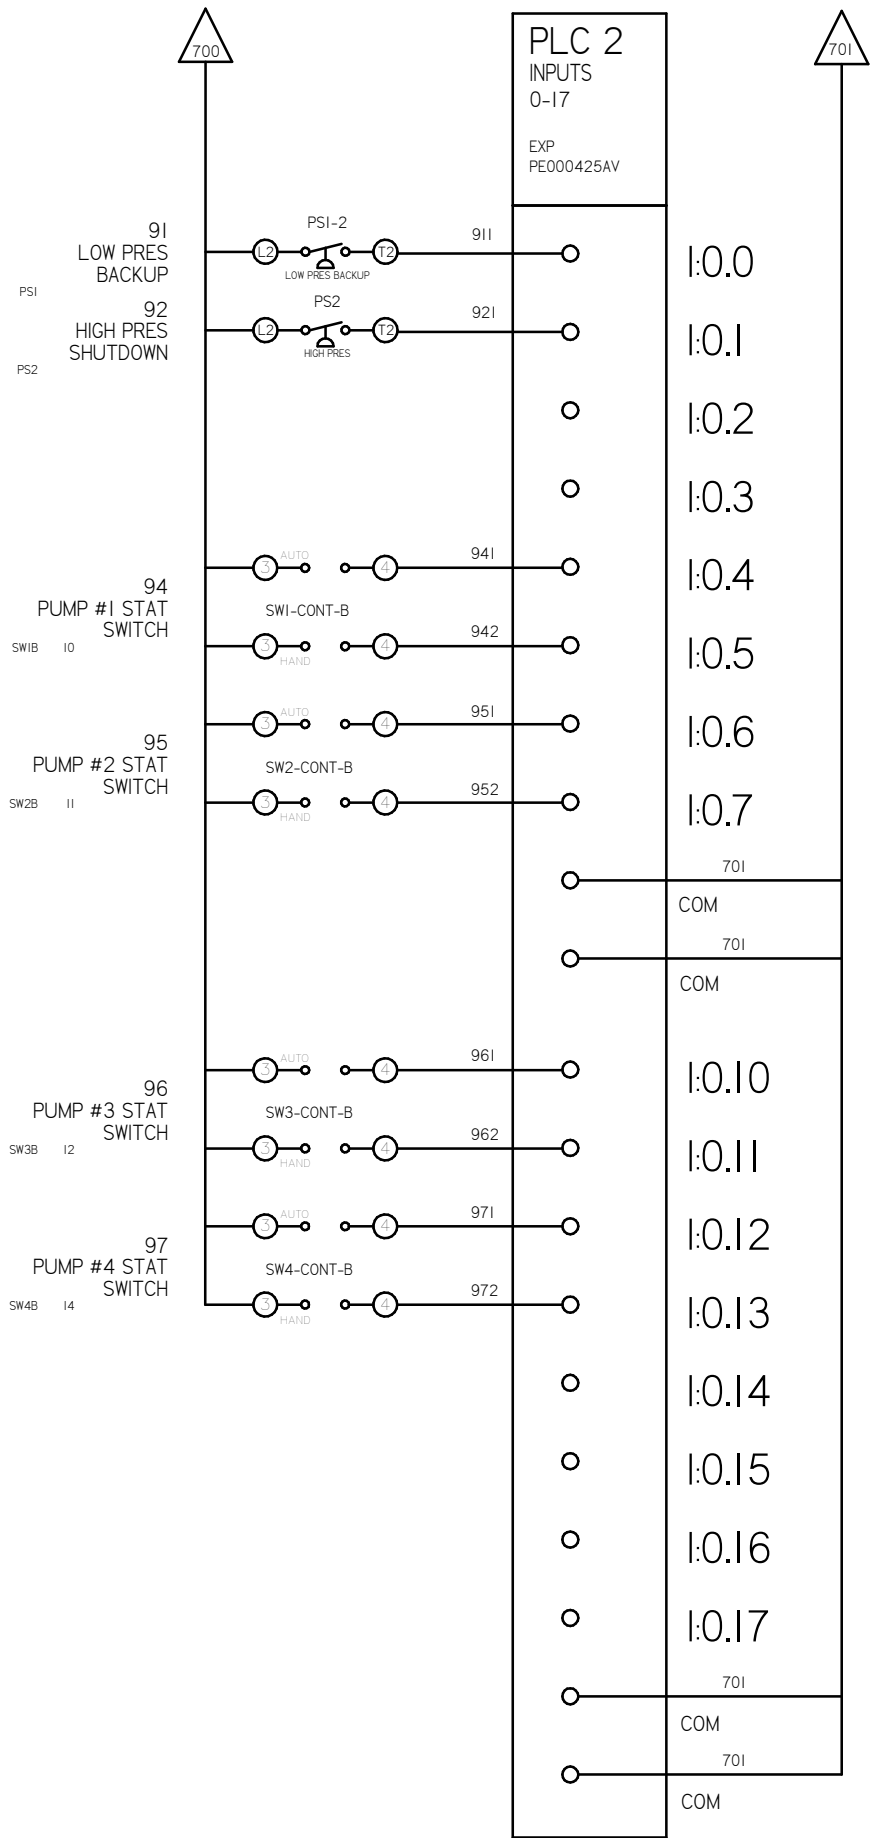 700
PLC 2
INPUTS
0-17
EXP
PE000425AV
701
91
LOW PRES
BACKUP
PS1
L2
PS1-2
T2
LOW PRES BACKUP
911
I:0.0
92
HIGH PRES
SHUTDOWN
PS2
L2
PS2
T2
HIGH PRES
921
I:0.1
I:0.2
I:0.3
3
AUTO
4
941
I:0.4
94
PUMP #1 STAT
SWITCH
SW1B 10
SW1-CONT-B
3
HAND
4
942
I:0.5
3
AUTO
4
951
I:0.6
95
PUMP #2 STAT
SWITCH
SW2B 11
SW2-CONT-B
3
HAND
4
952
I:0.7
701
COM
701
COM
3
AUTO
4
961
I:0.10
96
PUMP #3 STAT
SWITCH
SW3B 12
SW3-CONT-B
3
HAND
4
962
I:0.11
3
AUTO
4
971
I:0.12
97
PUMP #4 STAT
SWITCH
SW4B 14
SW4-CONT-B
3
HAND
4
972
I:0.13
I:0.14
I:0.15
I:0.16
I:0.17
701
COM
701
COM